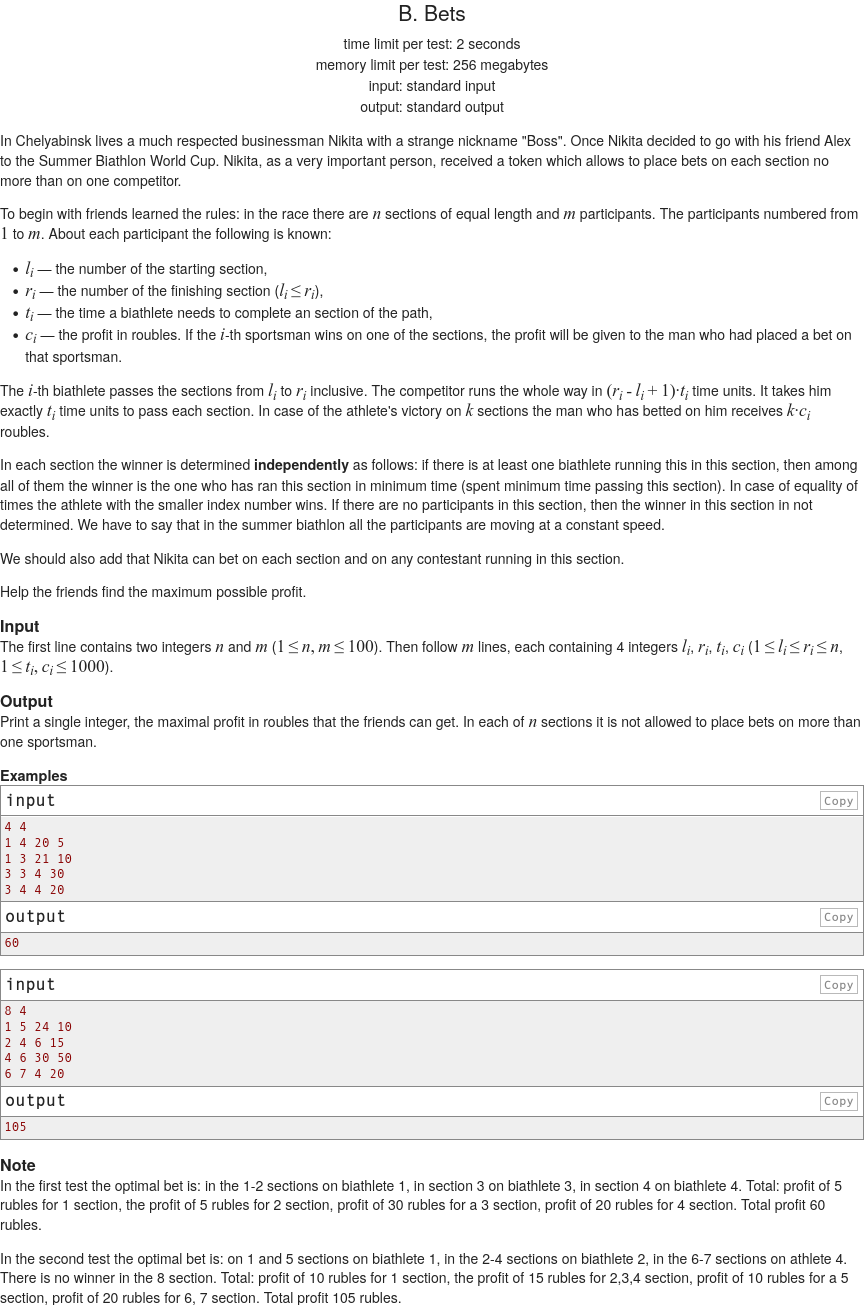 B. Bets
time limit per test: 2 seconds
memory limit per test: 256 megabytes
input: standard input
output: standard output
In Chelyabinsk lives a much respected businessman Nikita with a strange nickname "Boss". Once Nikita decided to go with his friend Alex
to the Summer Biathlon World Cup. Nikita, as a very important person, received a token which allows to place bets on each section no
more than on one competitor.
To begin with friends learned the rules: in the race there are n sections of equal length and m participants. The participants numbered from
1 to m. About each participant the following is known:
• l_i — the number of the starting section,
• r_i — the number of the finishing section (l_i ≤ r_i),
• t_i — the time a biathlete needs to complete an section of the path,
• c_i — the profit in roubles. If the i-th sportsman wins on one of the sections, the profit will be given to the man who had placed a bet on
that sportsman.
The i-th biathlete passes the sections from l_i to r_i inclusive. The competitor runs the whole way in (r_i - l_i + 1)·t_i time units. It takes him
exactly t_i time units to pass each section. In case of the athlete's victory on k sections the man who has betted on him receives k·c_i
roubles.
In each section the winner is determined independently as follows: if there is at least one biathlete running this in this section, then among
all of them the winner is the one who has ran this section in minimum time (spent minimum time passing this section). In case of equality of
times the athlete with the smaller index number wins. If there are no participants in this section, then the winner in this section in not
determined. We have to say that in the summer biathlon all the participants are moving at a constant speed.
We should also add that Nikita can bet on each section and on any contestant running in this section.
Help the friends find the maximum possible profit.
Input
The first line contains two integers n and m (1 ≤ n, m ≤ 100). Then follow m lines, each containing 4 integers l_i, r_i, t_i, c_i (1 ≤ l_i ≤ r_i ≤ n,
1 ≤ t_i, c_i ≤ 1000).
Output
Print a single integer, the maximal profit in roubles that the friends can get. In each of n sections it is not allowed to place bets on more than
one sportsman.
Examples
input Copy
4 4
1 4 20 5
1 3 21 10
3 3 4 30
3 4 4 20
output Copy
60
input Copy
8 4
1 5 24 10
2 4 6 15
4 6 30 50
6 7 4 20
output Copy
105
Note
In the first test the optimal bet is: in the 1-2 sections on biathlete 1, in section 3 on biathlete 3, in section 4 on biathlete 4. Total: profit of 5
rubles for 1 section, the profit of 5 rubles for 2 section, profit of 30 rubles for a 3 section, profit of 20 rubles for 4 section. Total profit 60
rubles.
In the second test the optimal bet is: on 1 and 5 sections on biathlete 1, in the 2-4 sections on biathlete 2, in the 6-7 sections on athlete 4.
There is no winner in the 8 section. Total: profit of 10 rubles for 1 section, the profit of 15 rubles for 2,3,4 section, profit of 10 rubles for a 5
section, profit of 20 rubles for 6, 7 section. Total profit 105 rubles.